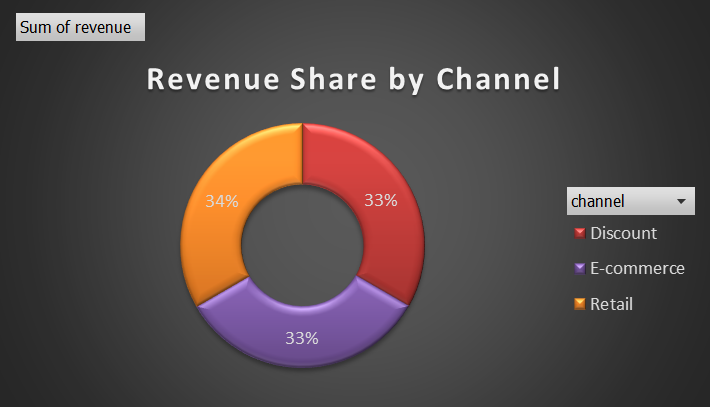 Sum of revenue
Revenue Share by Channel
34%
33%
33%
channel
Discount
E-commerce
Retail